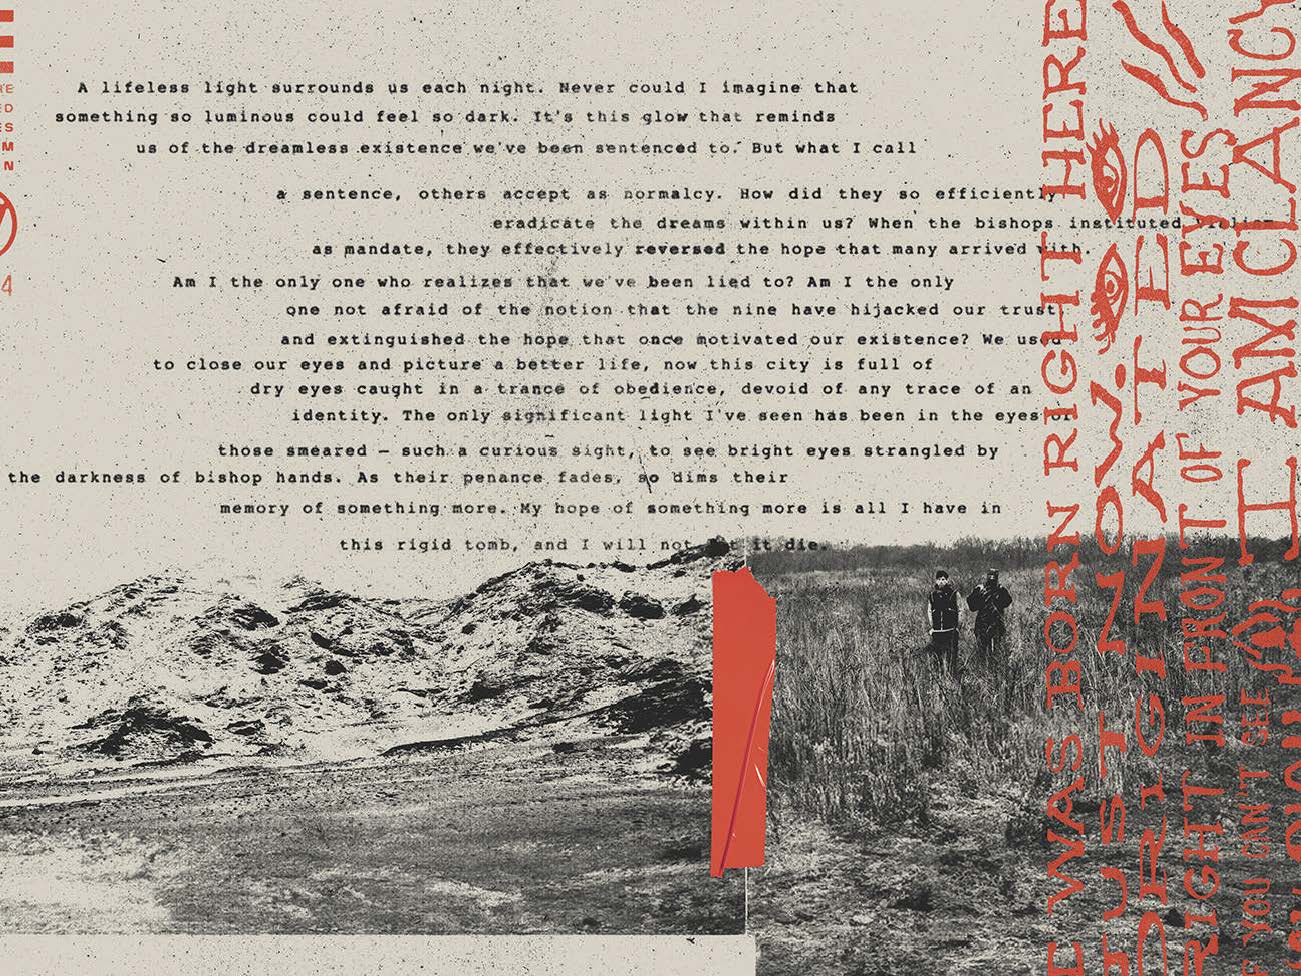 A lifeless light surrounds us each night. Never could I imagine that
something so luminous could feel so dark. It's this glow that reminds
us of the dreamless existence we've been sentenced to. But what I call
a sentence, others accept as normalcy. How did they so efficiently
eradicate the dreams within us? When the bishops instituted
as mandate, they effectively reversed the hope that many arrived with.
Am I the only one who realizes that we've been lied to? Am I the only
one not afraid of the notion that the nine have hijacked our trust,
and extinguished the hope that once motivated our existence? We used
to close our eyes and picture a better life, now this city is full of
dry eyes caught in a trance of obedience, devoid of any trace of an
identity. The only significant light I've seen has been in the eyes of
those smeared — such a curious sight, to see bright eyes strangled by
the darkness of bishop hands. As their penance fades, so dims their
memory of something more. My hope of something more is all I have in
this rigid tomb, and I will not let it die.
WAS BORN RIGHT HERE
JUST NOW.
ORIGINATED
RIGHT IN FRONT OF YOUR EYES
YOU CAN'T SEE
I AM CLANCY
4